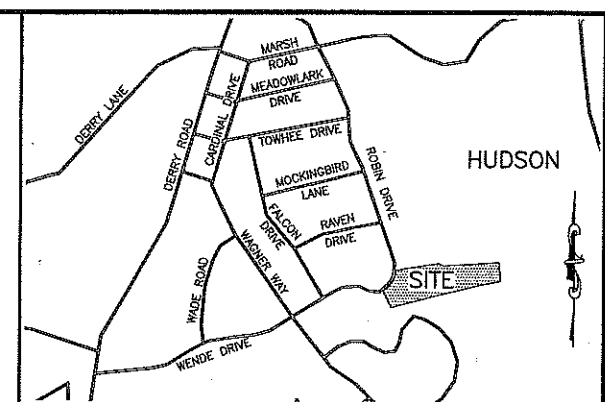 MARSH
ROAD
MEADOWLARK
DRIVE
DERRY LANE
DERRY ROAD
CARDINAL DRIVE
TOWHEE DRIVE
MOCKINGBIRD
LANE
ROBIN DRIVE
HUDSON
FALCON
DRIVE
RAVEN
DRIVE
WAGNER WAY
WADE ROAD
SITE
WENDE DRIVE